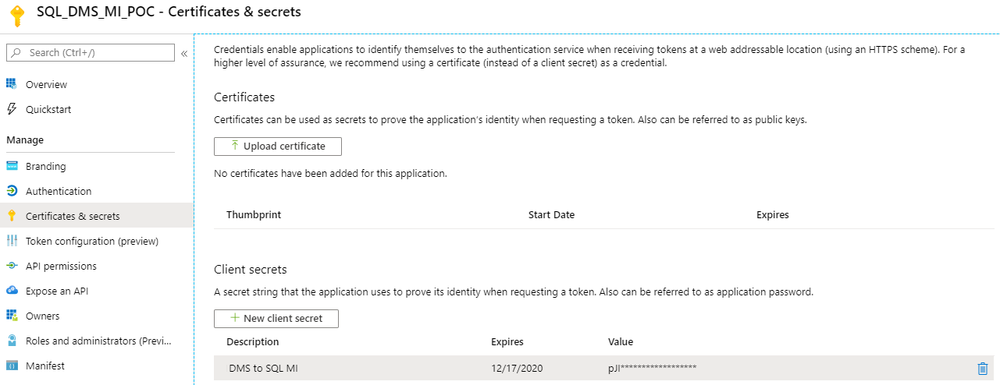 SQL_DMS_MI_POC - Certificates & secrets
Search (Ctrl+/)
«
Overview
Quickstart
Manage
Branding
Authentication
Certificates & secrets
Token configuration (preview)
API permissions
Expose an API
Owners
Roles and administrators (Previ...
Manifest
Credentials enable applications to identify themselves to the authentication service when receiving tokens at a web addressable location (using an HTTPS scheme). For a
higher level of assurance, we recommend using a certificate (instead of a client secret) as a credential.
Certificates
Certificates can be used as secrets to prove the application's identity when requesting a token. Also can be referred to as public keys.
Upload certificate
No certificates have been added for this application.
Thumbprint Start Date Expires
Client secrets
A secret string that the application uses to prove its identity when requesting a token. Also can be referred to as application password.
New client secret
Description Expires Value
DMS to SQL MI 12/17/2020 pJI******************